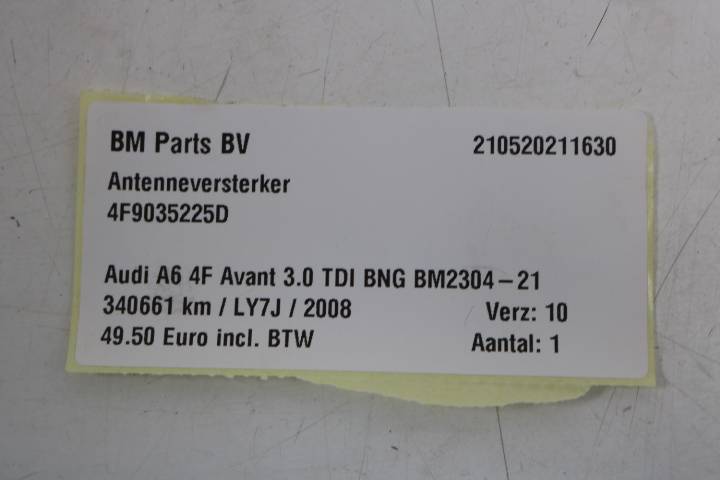 BM Parts BV 210520211630
Antenneversterker
4F9035225D
Audi A6 4F Avant 3.0 TDI BNG BM2304-21
340661 km / LY7J / 2008 Verz: 10
49.50 Euro incl. BTW Aantal: 1